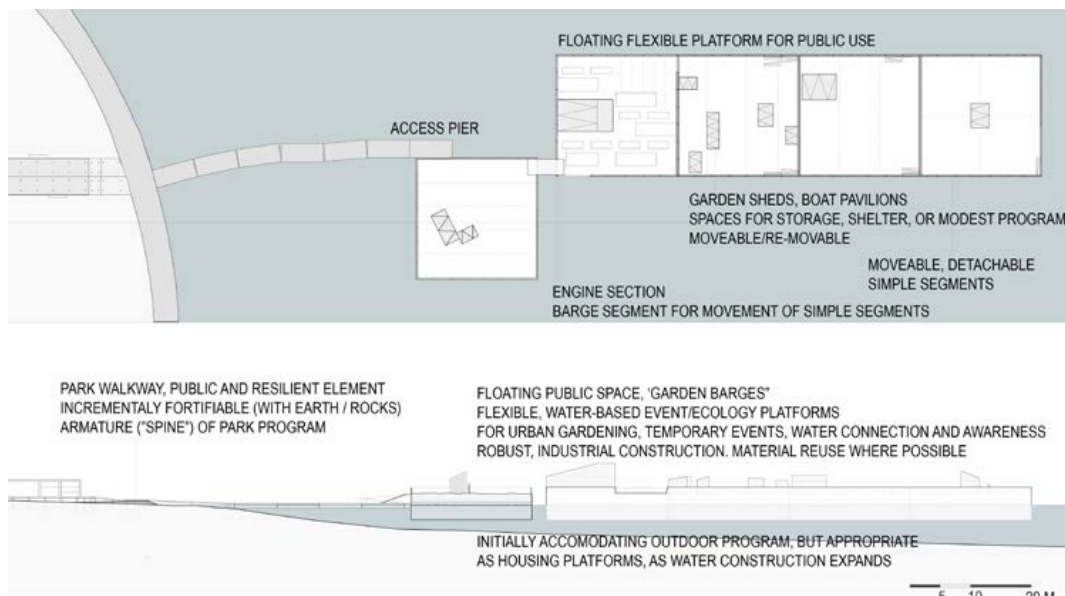 FLOATING FLEXIBLE PLATFORM FOR PUBLIC USE
ACCESS PIER
GARDEN SHEDS, BOAT PAVILIONS
SPACES FOR STORAGE, SHELTER, OR MODEST PROGRAM
MOVEABLE/RE-MOVABLE
MOVEABLE, DETACHABLE
SIMPLE SEGMENTS
ENGINE SECTION
BARGE SEGMENT FOR MOVEMENT OF SIMPLE SEGMENTS
PARK WALKWAY, PUBLIC AND RESILIENT ELEMENT
INCREMENTALY FORTIFIABLE (WITH EARTH / ROCKS)
ARMATURE ("SPINE") OF PARK PROGRAM
FLOATING PUBLIC SPACE, ‘GARDEN BARGES"
FLEXIBLE, WATER-BASED EVENT/ECOLOGY PLATFORMS
FOR URBAN GARDENING, TEMPORARY EVENTS, WATER CONNECTION AND AWARENESS
ROBUST, INDUSTRIAL CONSTRUCTION. MATERIAL REUSE WHERE POSSIBLE
INITIALLY ACCOMODATING OUTDOOR PROGRAM, BUT APPROPRIATE
AS HOUSING PLATFORMS, AS WATER CONSTRUCTION EXPANDS
5 10 20 M